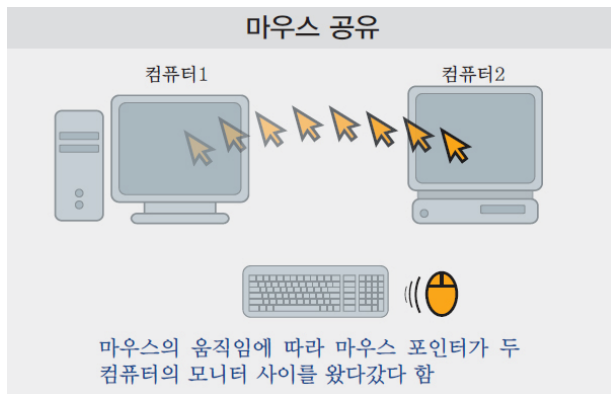 마우스 공유
컴퓨터1
컴퓨터2
마우스의 움직임에 따라 마우스 포인터가 두
컴퓨터의 모니터 사이를 왔다갔다 함